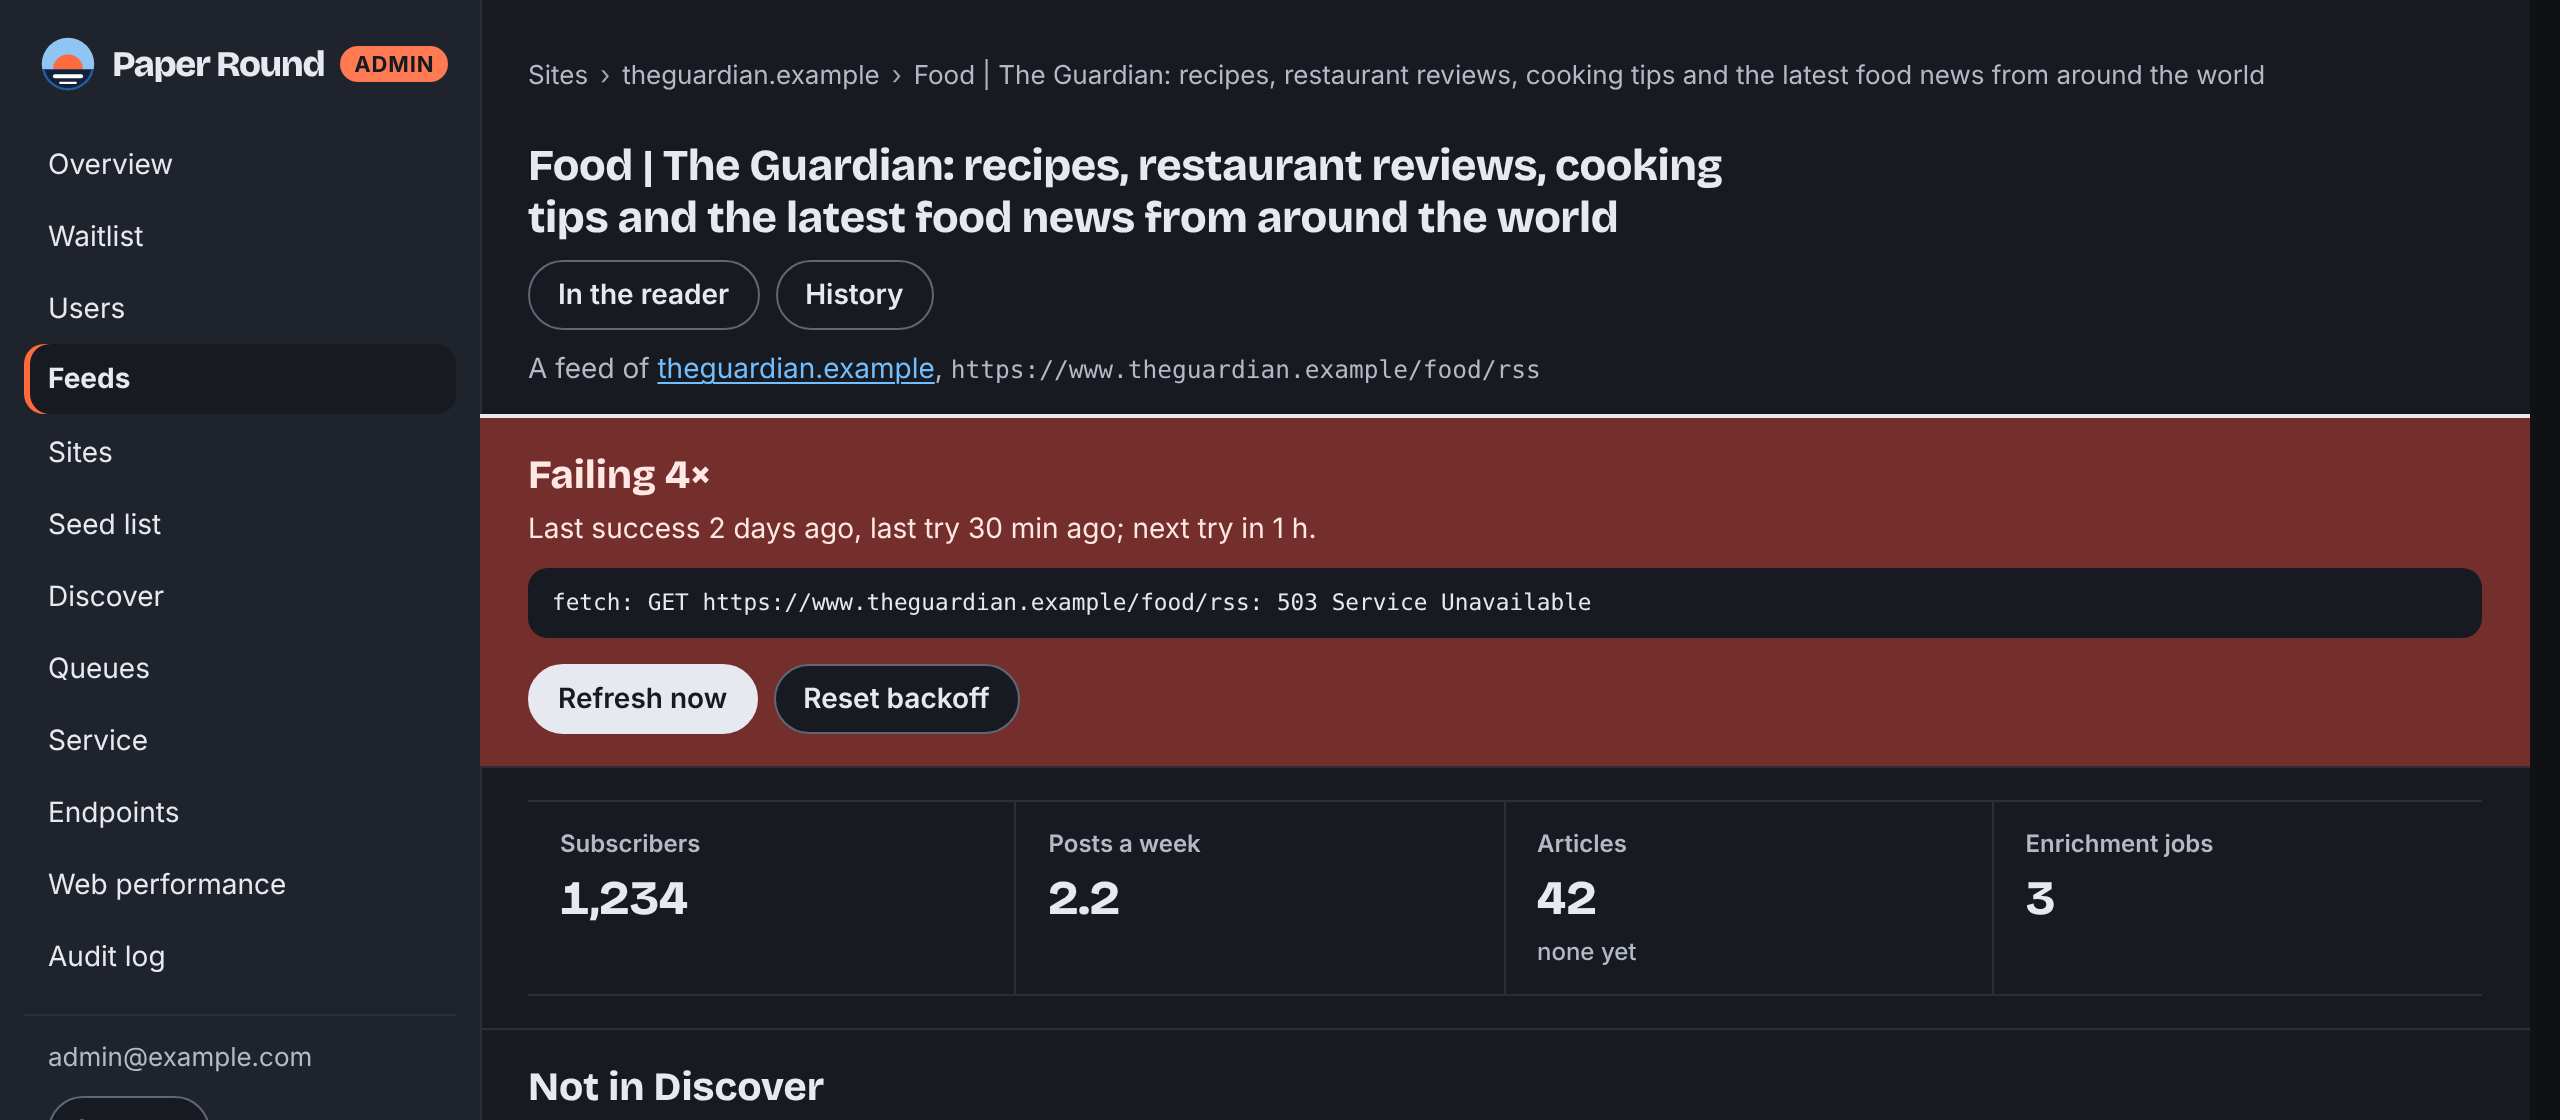 Paper Round ADMIN
Overview
Waitlist
Users
Feeds
Sites
Seed list
Discover
Queues
Service
Endpoints
Web performance
Audit log
admin@example.com
Sites › theguardian.example › Food | The Guardian: recipes, restaurant reviews, cooking tips and the latest food news from around the world
Food | The Guardian: recipes, restaurant reviews, cooking
tips and the latest food news from around the world
In the reader
History
A feed of theguardian.example, https://www.theguardian.example/food/rss
Failing 4×
Last success 2 days ago, last try 30 min ago; next try in 1 h.
fetch: GET https://www.theguardian.example/food/rss: 503 Service Unavailable
Refresh now
Reset backoff
Subscribers
1,234
Posts a week
2.2
Articles
42
none yet
Enrichment jobs
3
Not in Discover